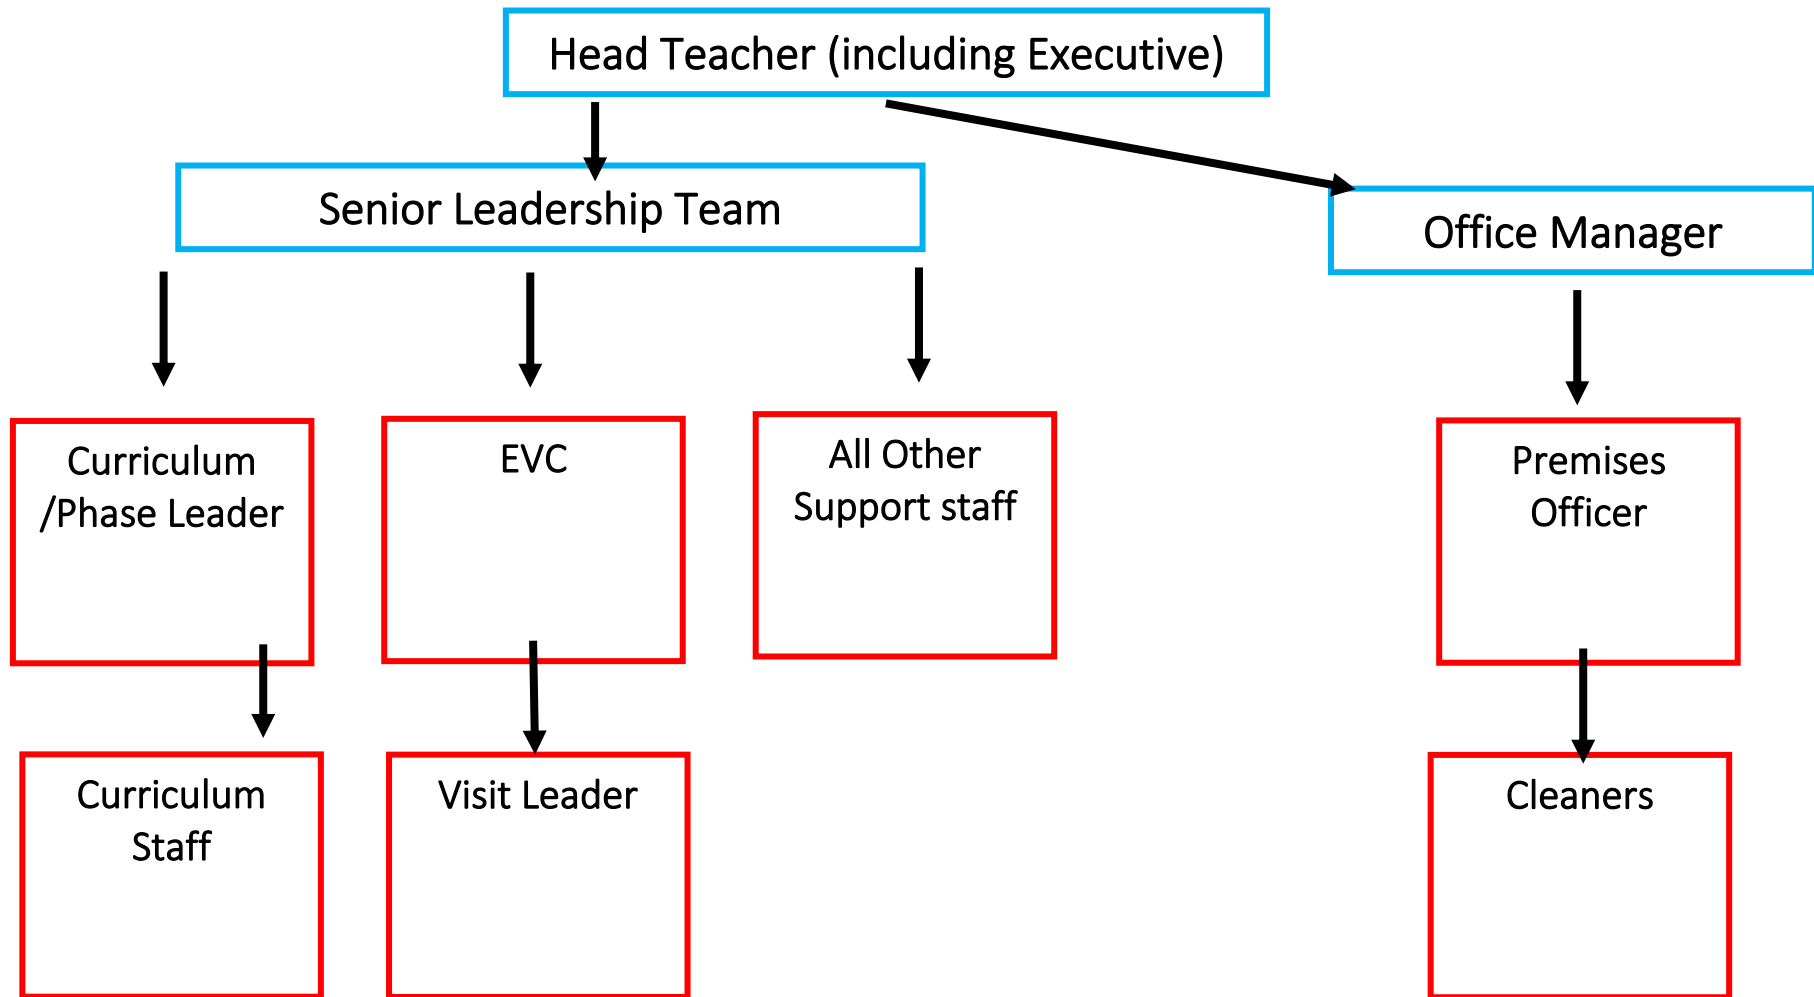 Head Teacher (including Executive)
Senior Leadership Team
Office Manager
Curriculum
/Phase Leader
EVC
All Other
Support staff
Premises
Officer
Curriculum
Staff
Visit Leader
Cleaners